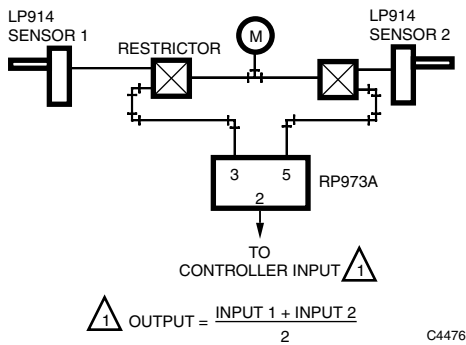 LP914
SENSOR 1
RESTRICTOR
M
LP914
SENSOR 2
3 5
2
RP973A
TO
CONTROLLER INPUT 1
1 OUTPUT = INPUT 1 + INPUT 2
2
C4476